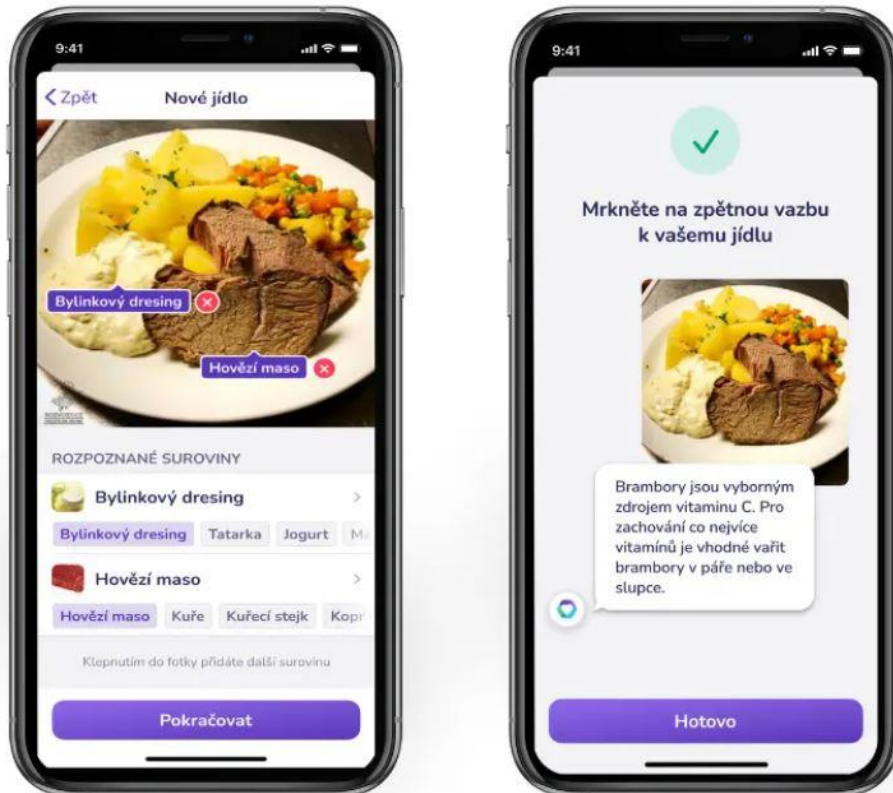 9:41
Zpět
Nové jídlo
Bylinkový dresing
Hovězí maso
ROZPOZNANÉ SUROVINY
Bylinkový dresing
Bylinkový dresing Tatarka Jogurt
Hovězí maso
Hovězí maso Kuře Kuřecí stejk Kopr
Klepnutím do fotky přidáte další surovinu
Pokračovat
9:41
Mrkněte na zpětnou vazbu
k vašemu jídlu
Brambory jsou vyborným
zdrojem vitaminu C. Pro
zachování co nejvíce
vitamínů je vhodné vařit
brambory v páře nebo ve
slupce.
Hotovo